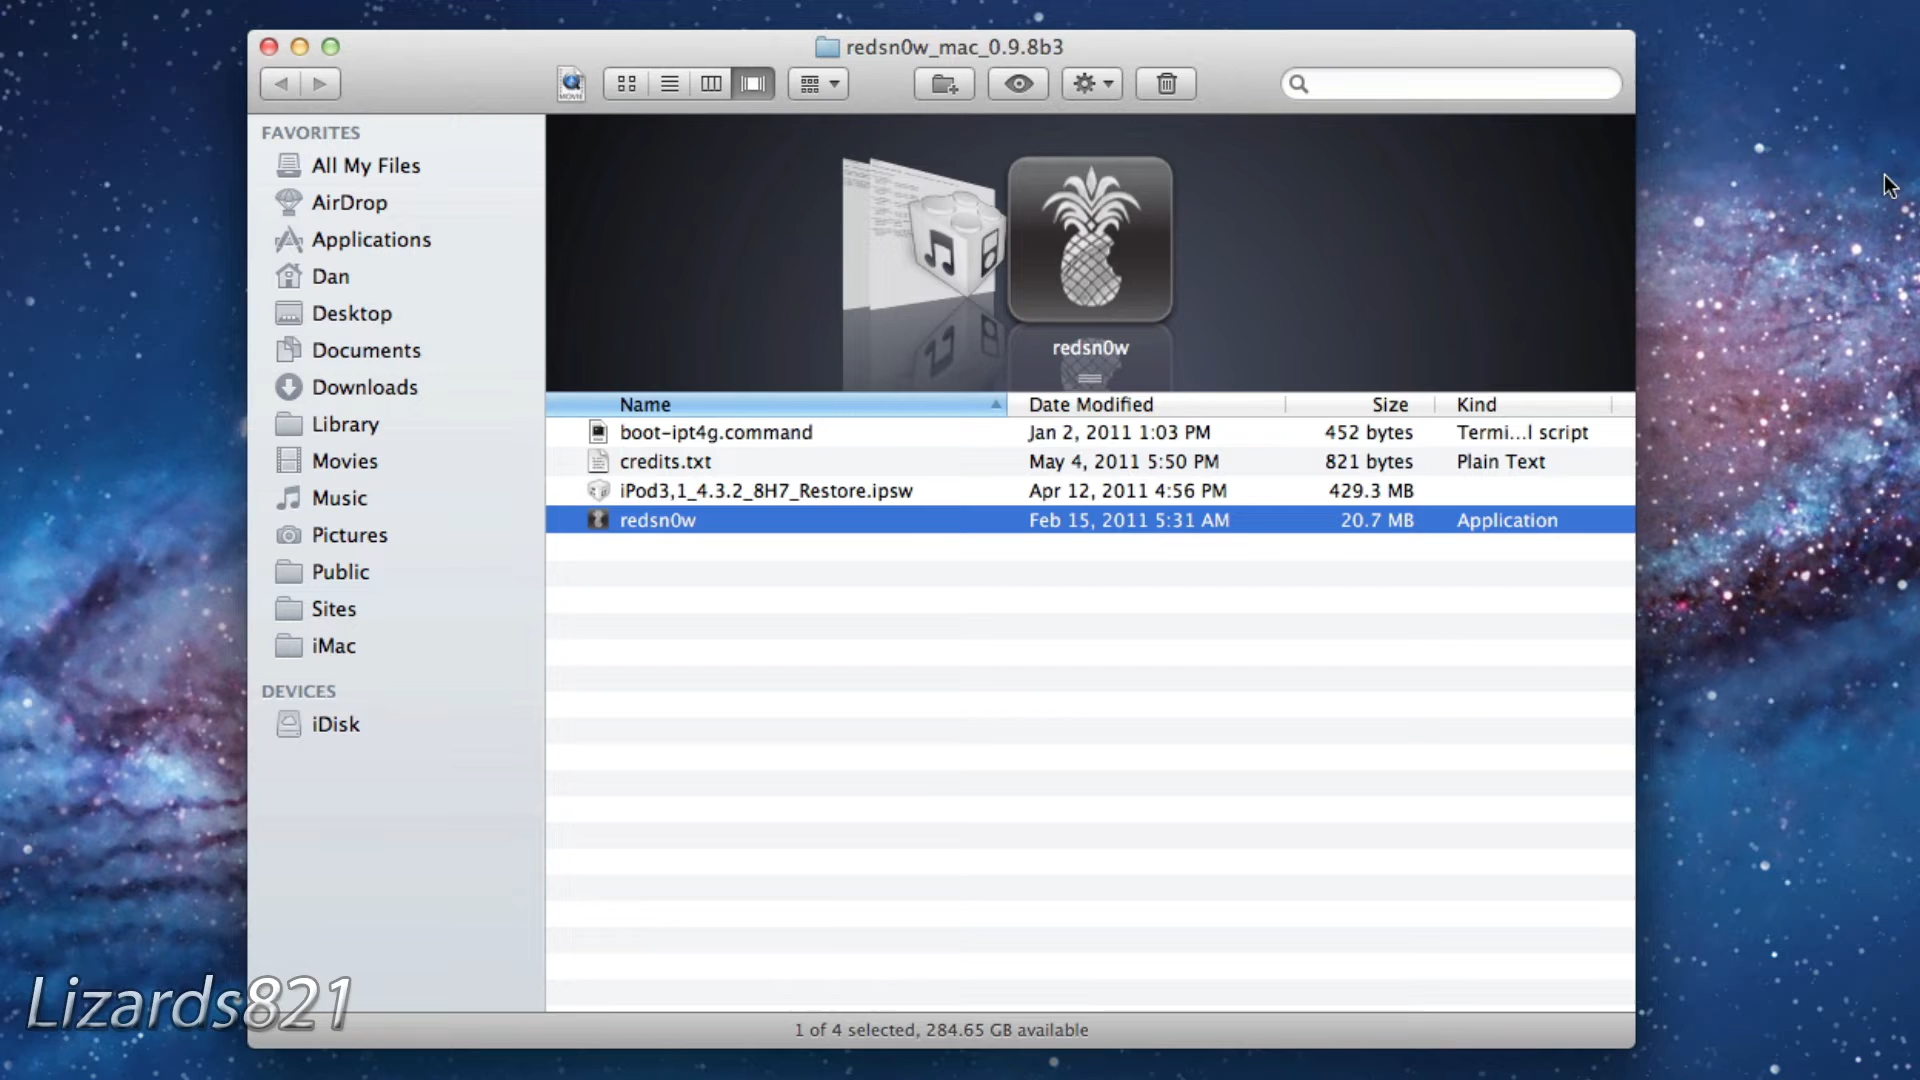 redsn0w_mac_0.9.8b3
MOVIE
FAVORITES
All My Files
AirDrop
Applications
Dan
Desktop
Documents
Downloads
Library
Movies
Music
Pictures
Public
Sites
iMac
DEVICES
iDisk
redsn0w
Name Date Modified Size Kind
boot-ipt4g.command Jan 2, 2011 1:03 PM 452 bytes Termi...l script
credits.txt May 4, 2011 5:50 PM 821 bytes Plain Text
iPod3,1_4.3.2_8H7_Restore.ipsw Apr 12, 2011 4:56 PM 429.3 MB
redsn0w Feb 15, 2011 5:31 AM 20.7 MB Application
Lizards821
1 of 4 selected, 284.65 GB available